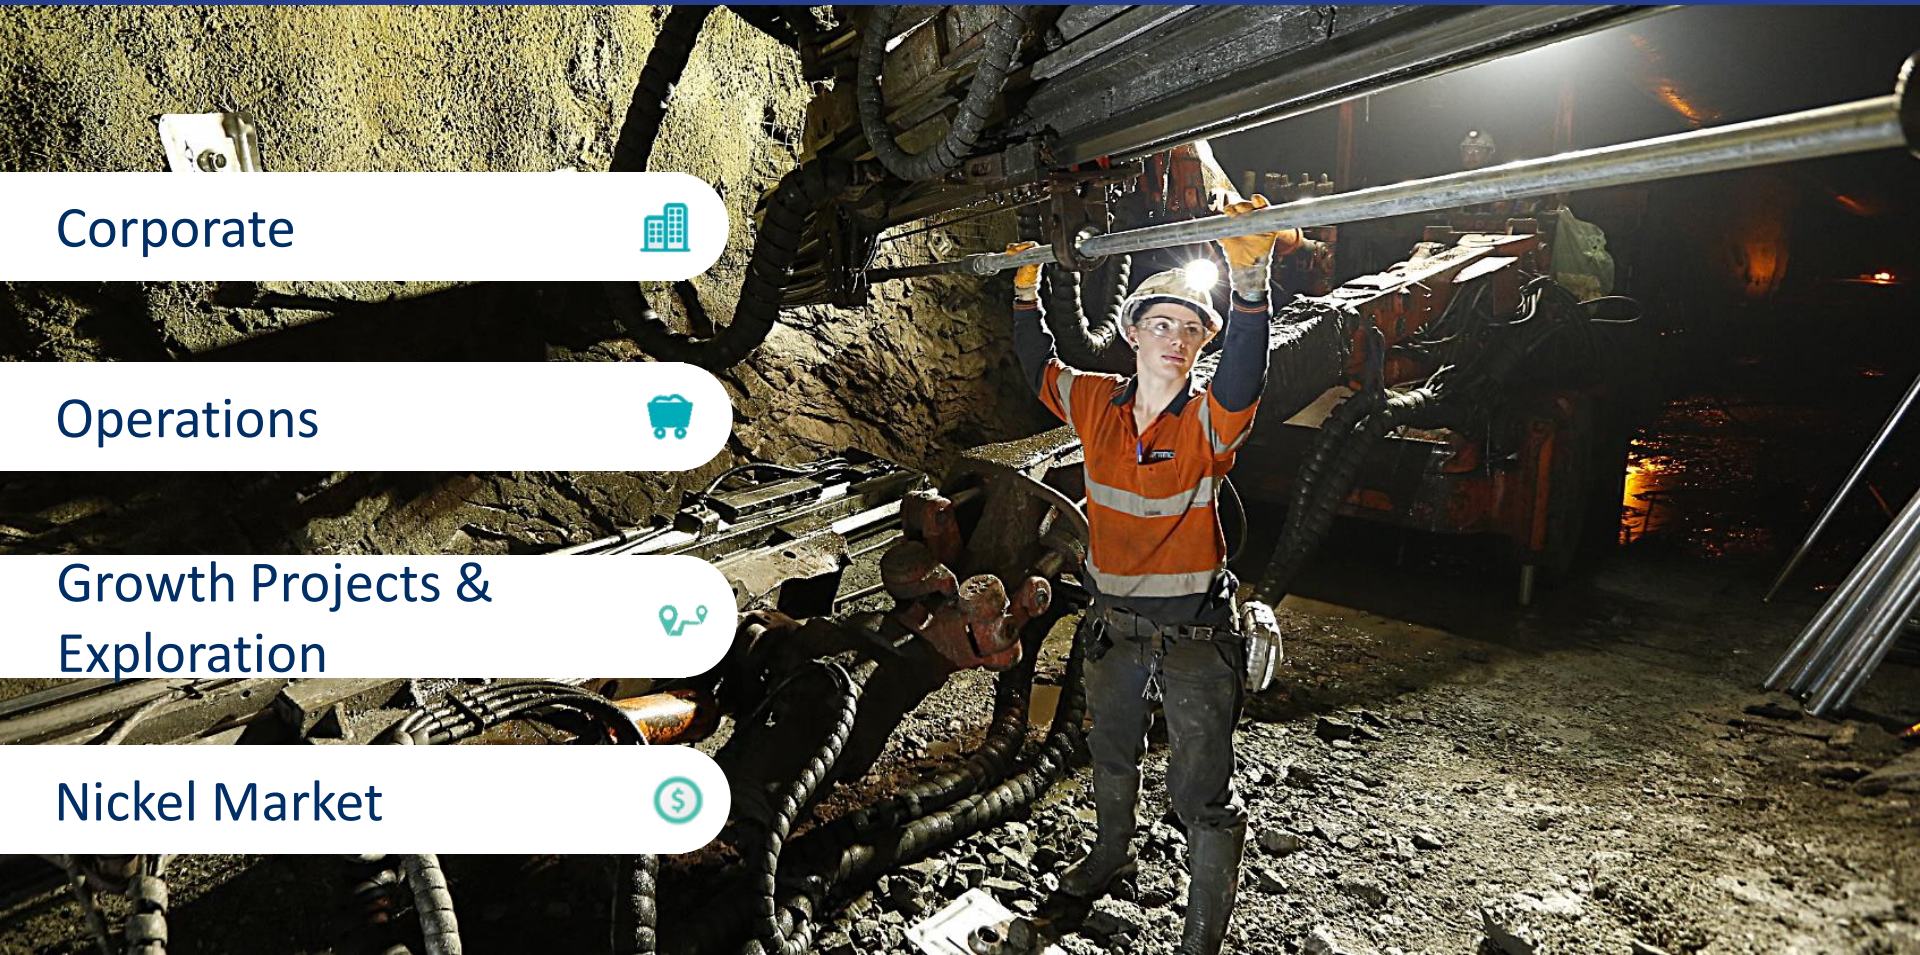 Corporate
Operations
Growth Projects &
Exploration
Nickel Market